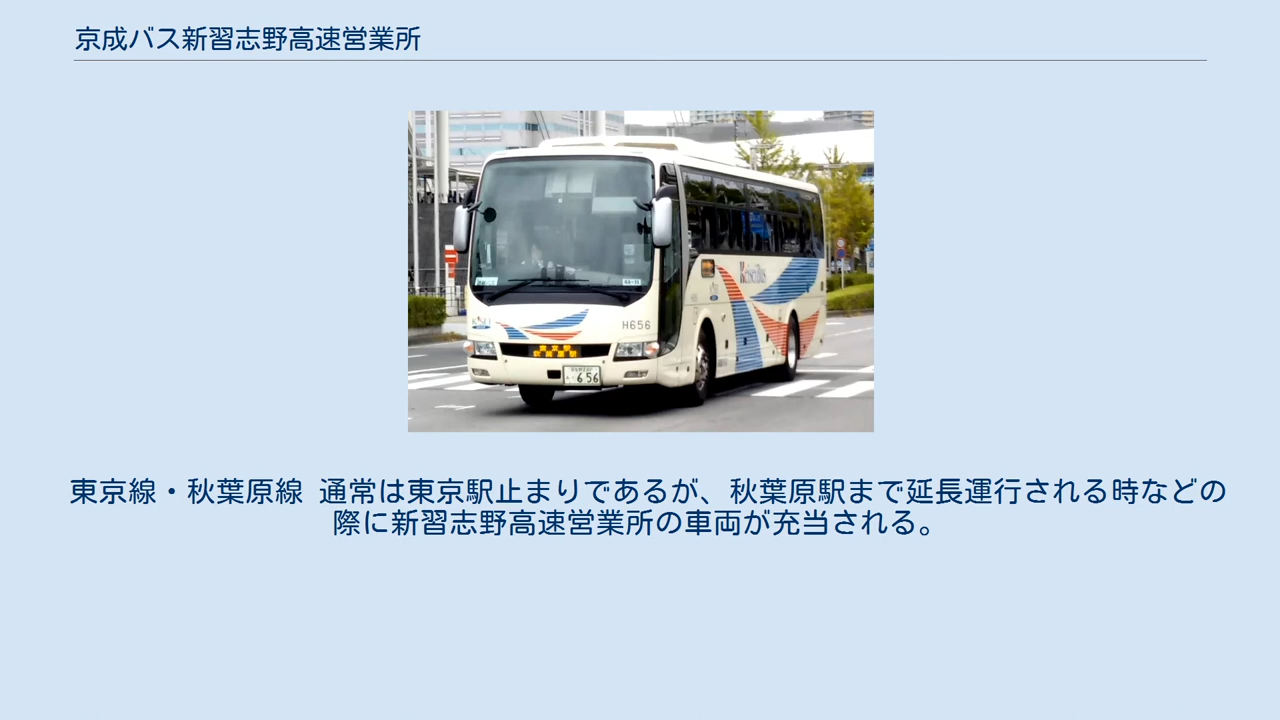 京成バス新習志野高速営業所
KeiseiBus
H656
656
東京線・秋葉原線 通常は東京駅止まりであるが、秋葉原駅まで延長運行される時などの
際に新習志野高速営業所の車両が充当される。